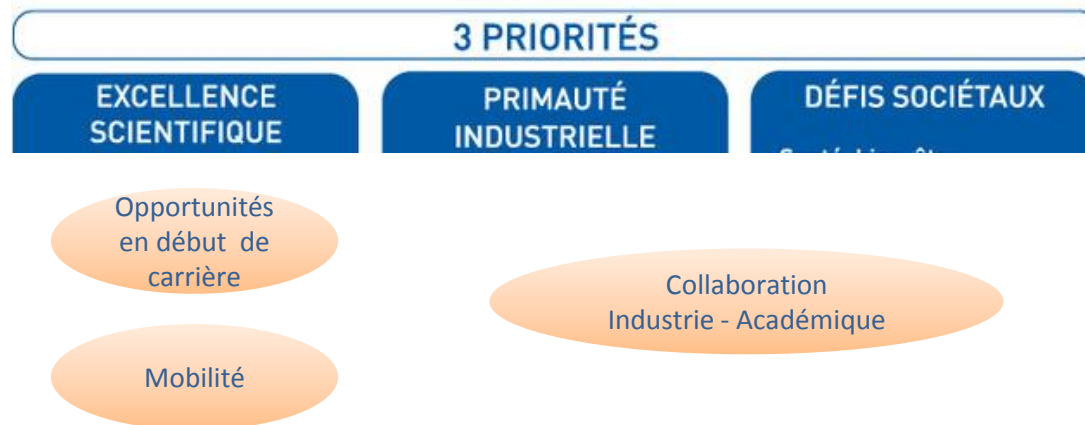 3 PRIORITÉS
EXCELLENCE
SCIENTIFIQUE
PRIMAUTÉ
INDUSTRIELLE
DÉFIS SOCIÉTAUX
Opportunités
en début de
carrière
Collaboration
Industrie - Académique
Mobilité